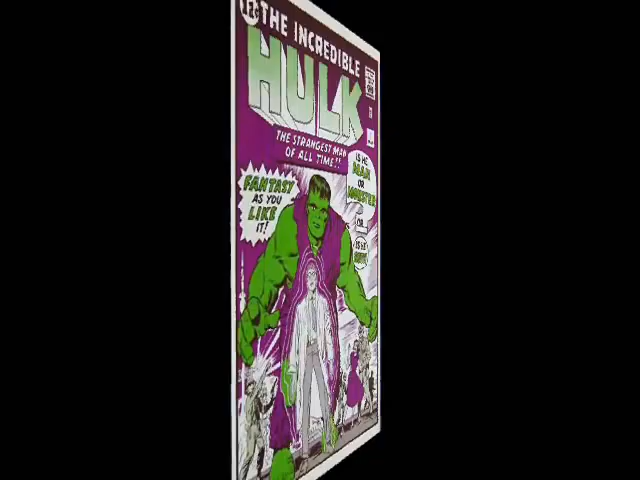 12¢
THE INCREDIBLE
HULK
THE STRANGEST MAN
OF ALL TIME!!
FANTASY
AS YOU
LIKE
IT!
IS HE
MAN
OR
MONSTER
OR...
IS HE
BOTH?